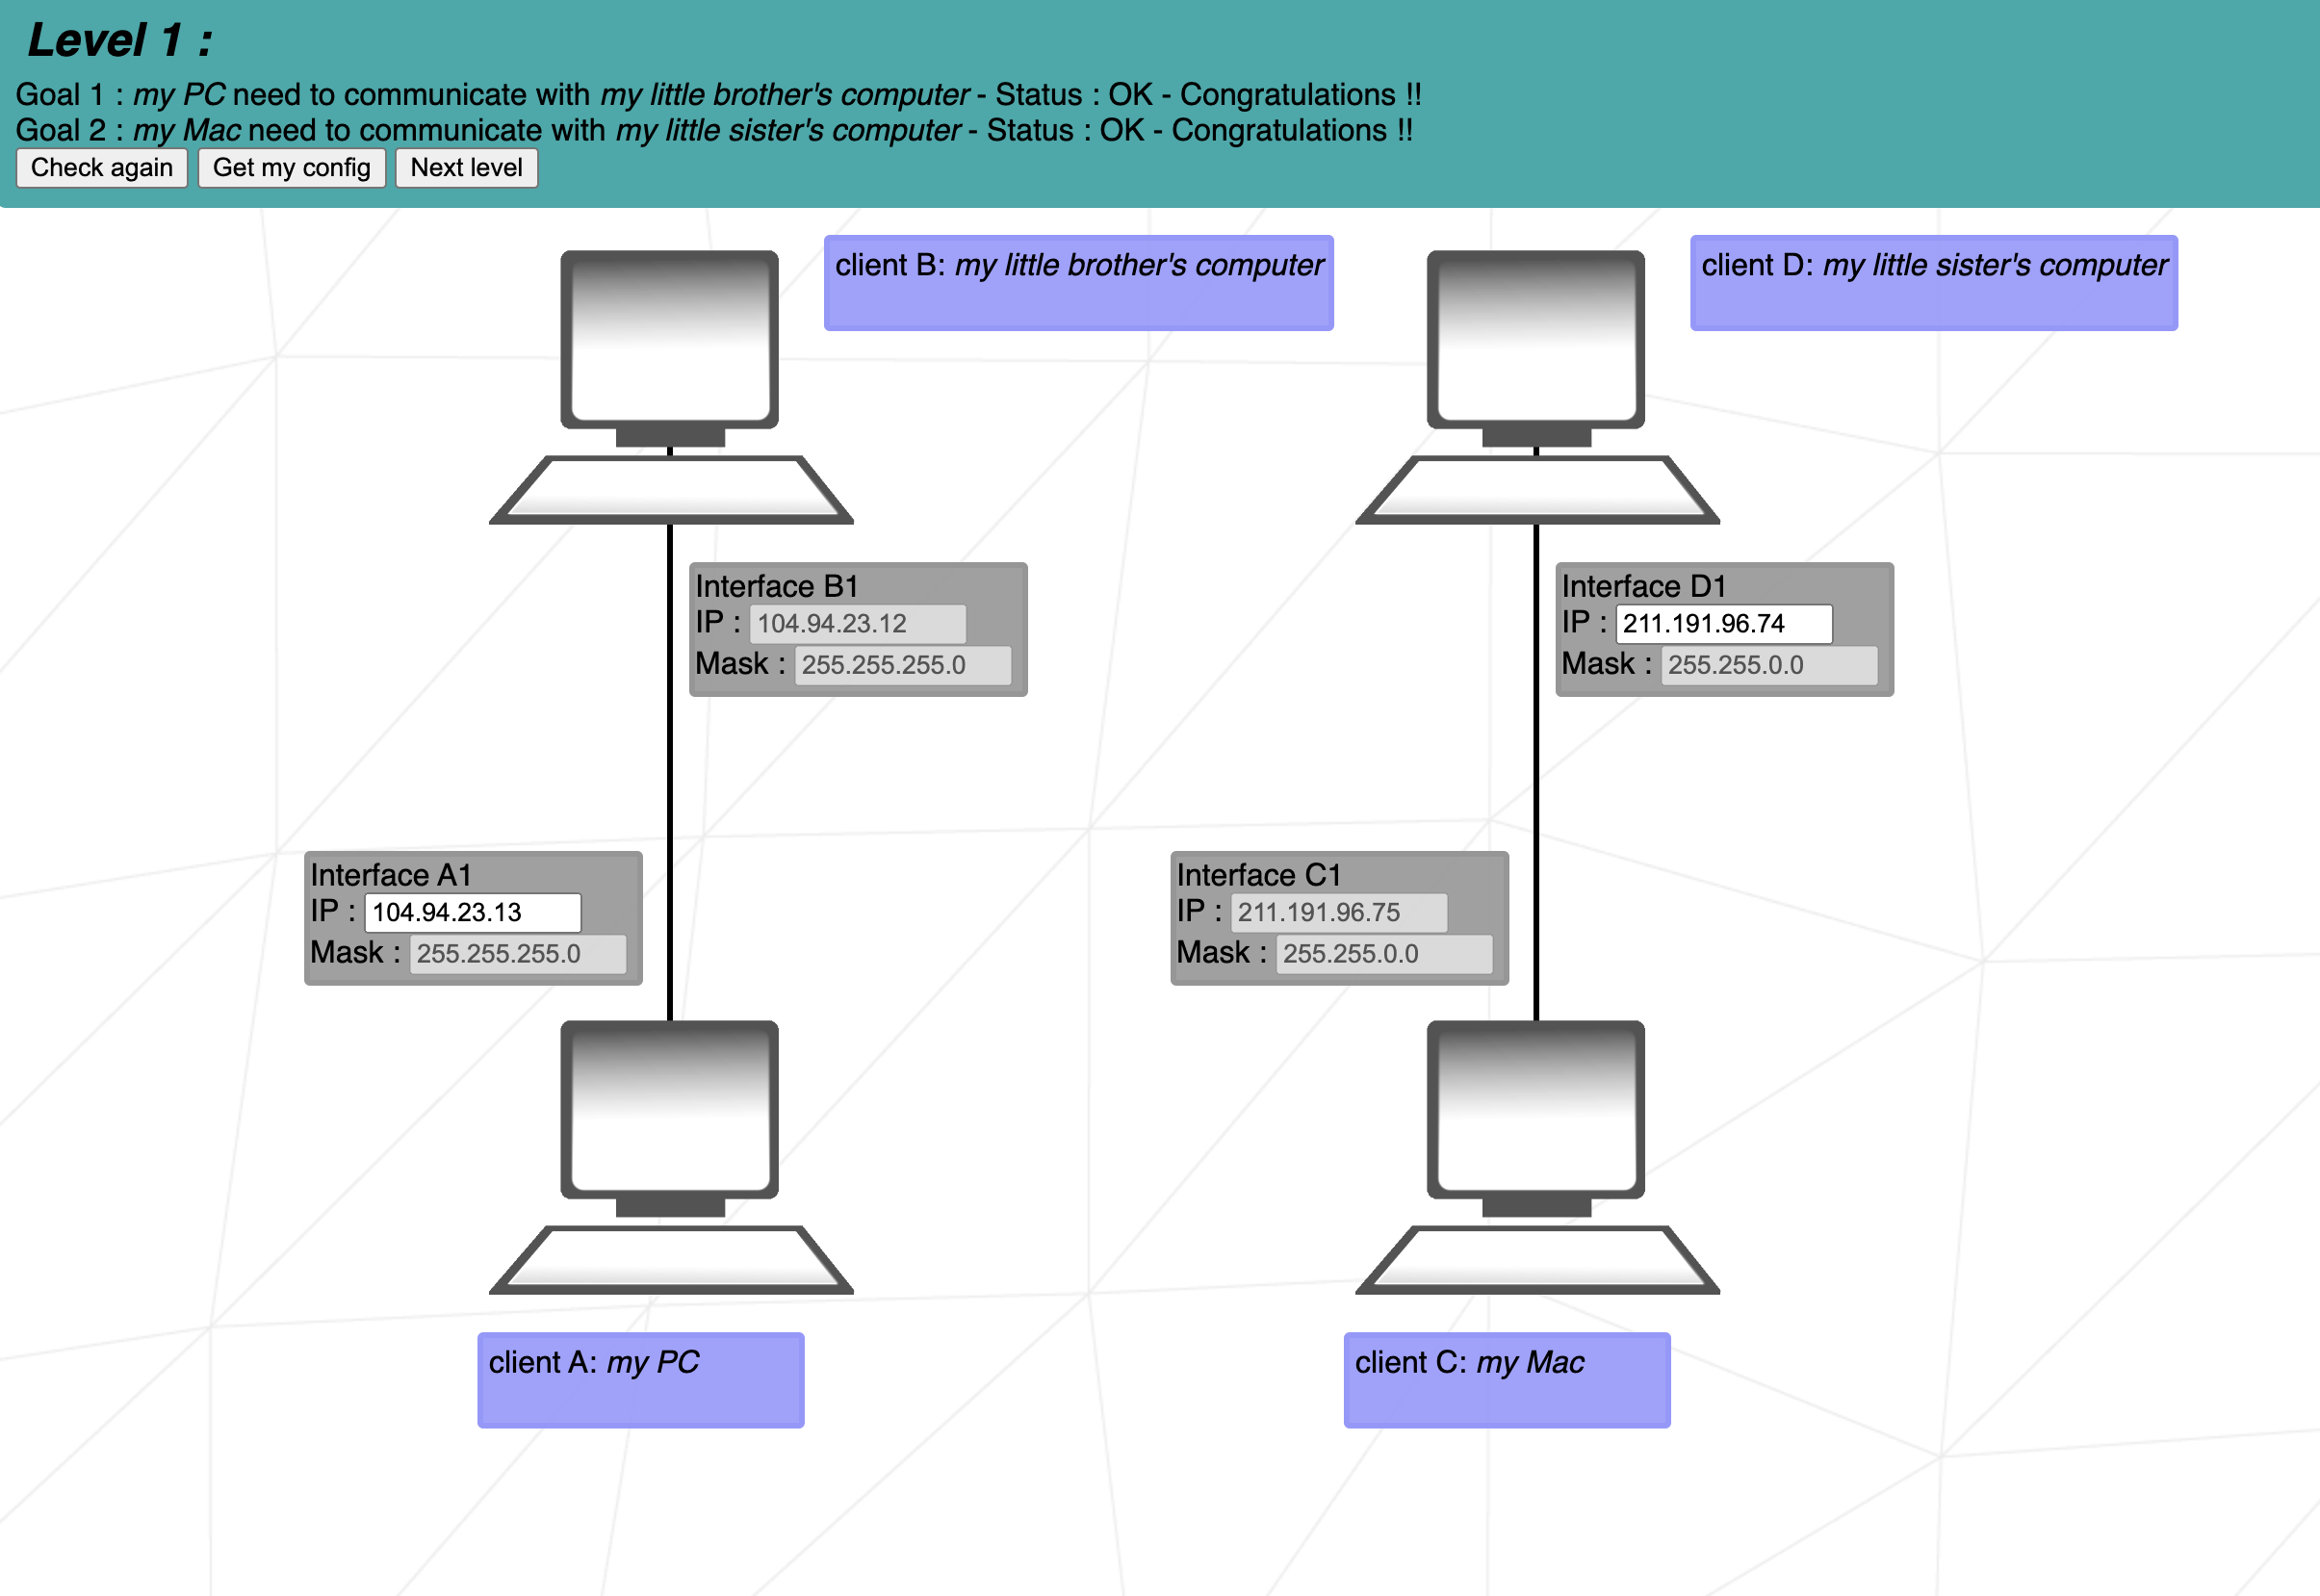 Level 1 :
Goal 1 : my PC need to communicate with my little brother's computer - Status : OK - Congratulations !!
Goal 2 : my Mac need to communicate with my little sister's computer - Status : OK - Congratulations !!
Check again Get my config Next level
client B: my little brother's computer
client D: my little sister's computer
Interface B1
IP : 104.94.23.12
Mask : 255.255.255.0
Interface D1
IP : 211.191.96.74
Mask : 255.255.0.0
Interface A1
IP : 104.94.23.13
Mask : 255.255.255.0
Interface C1
IP : 211.191.96.75
Mask : 255.255.0.0
client A: my PC
client C: my Mac